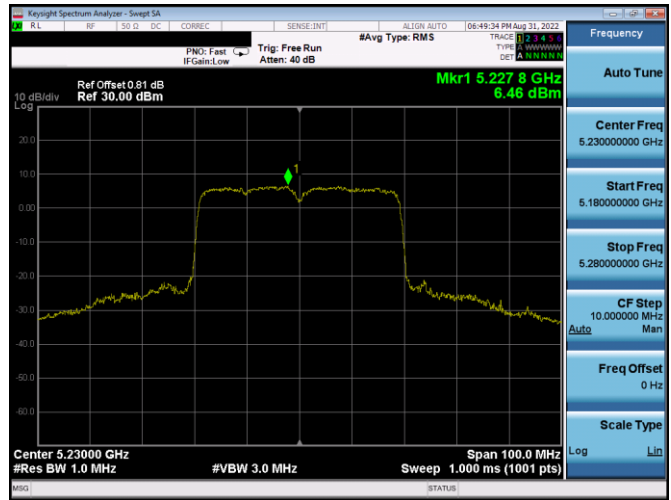 Keysight Spectrum Analyzer - Swept SA
RL RF 50 Ω DC CORREC SENSE:INT ALIGN AUTO 06:49:34 PM Aug 31, 2022
#Avg Type: RMS
TRACE 1 2 3 4 5 6
TYPE A WWWWW
DET A N N N N N
PNO: Fast
IFGain:Low
Trig: Free Run
Atten: 40 dB
Frequency
Mkr1 5.227 8 GHz
6.46 dBm
Ref Offset 0.81 dB
Ref 30.00 dBm
10 dB/div
Log
20.0
10.0
0.00
-10.0
-20.0
-30.0
-40.0
-50.0
-60.0
1
Auto Tune
Center Freq
5.230000000 GHz
Start Freq
5.180000000 GHz
Stop Freq
5.280000000 GHz
CF Step
10.000000 MHz
Auto Man
Freq Offset
0 Hz
Scale Type
Log Lin
Center 5.23000 GHz
Span 100.0 MHz
#Res BW 1.0 MHz
#VBW 3.0 MHz
Sweep 1.000 ms (1001 pts)
MSG
STATUS